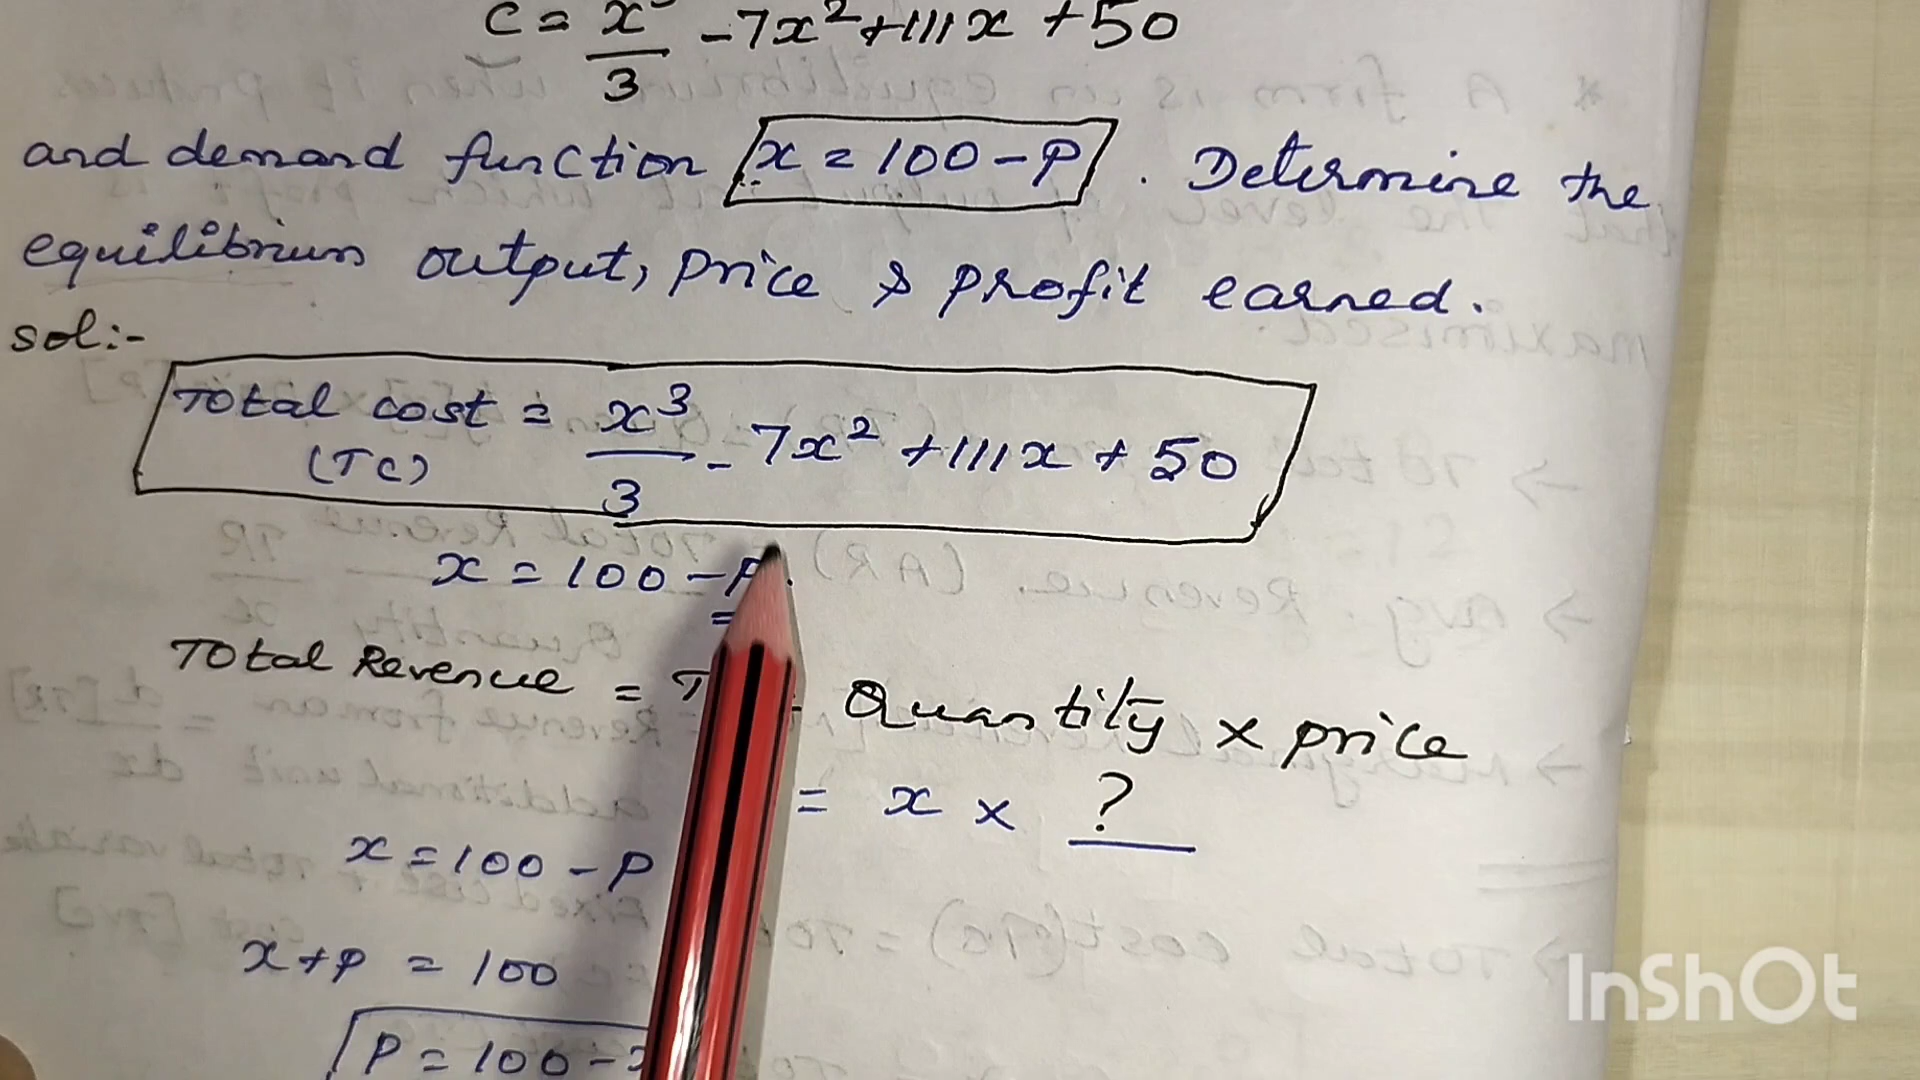 C = x³/3 - 7x² + 111x + 50
and demand function x = 100 - P. Determine the
equilibrium output, price & profit earned.
Sol:-
Total cost = x³/3 - 7x² + 111x + 50
(TC)
x = 100 - P.
Total Revenue = Quantity × price
= x × ?
x = 100 - P
x + P = 100
P = 100 -
InShOt